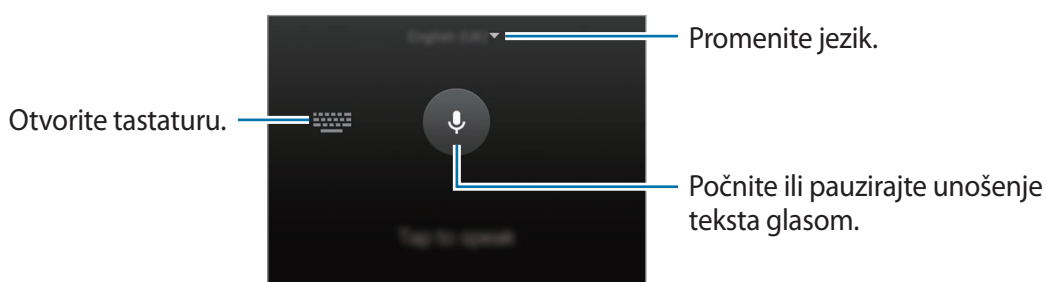 English (UK)
Promenite jezik.
Otvorite tastaturu.
Počnite ili pauzirajte unošenje
teksta glasom.
Tap to speak